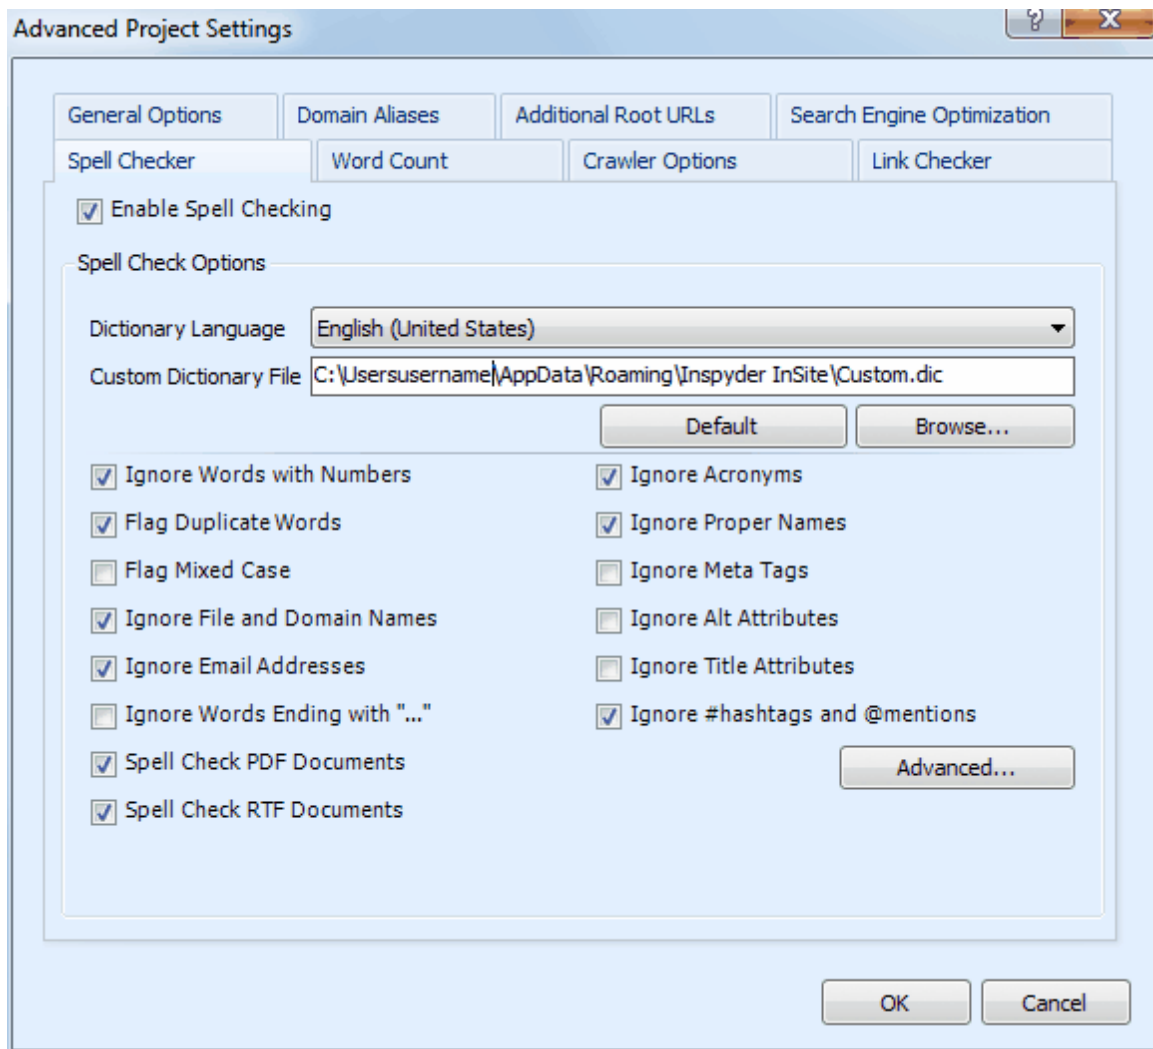 Advanced Project Settings
?
General Options Domain Aliases Additional Root URLs Search Engine Optimization
Spell Checker Word Count Crawler Options Link Checker
Enable Spell Checking
Spell Check Options
Dictionary Language English (United States)
Custom Dictionary File C:\Usersusername\AppData\Roaming\Inspyder InSite\Custom.dic
Default Browse...
Ignore Words with Numbers Ignore Acronyms
Flag Duplicate Words Ignore Proper Names
Flag Mixed Case Ignore Meta Tags
Ignore File and Domain Names Ignore Alt Attributes
Ignore Email Addresses Ignore Title Attributes
Ignore Words Ending with "..." Ignore #hashtags and @mentions
Spell Check PDF Documents Advanced...
Spell Check RTF Documents
OK Cancel